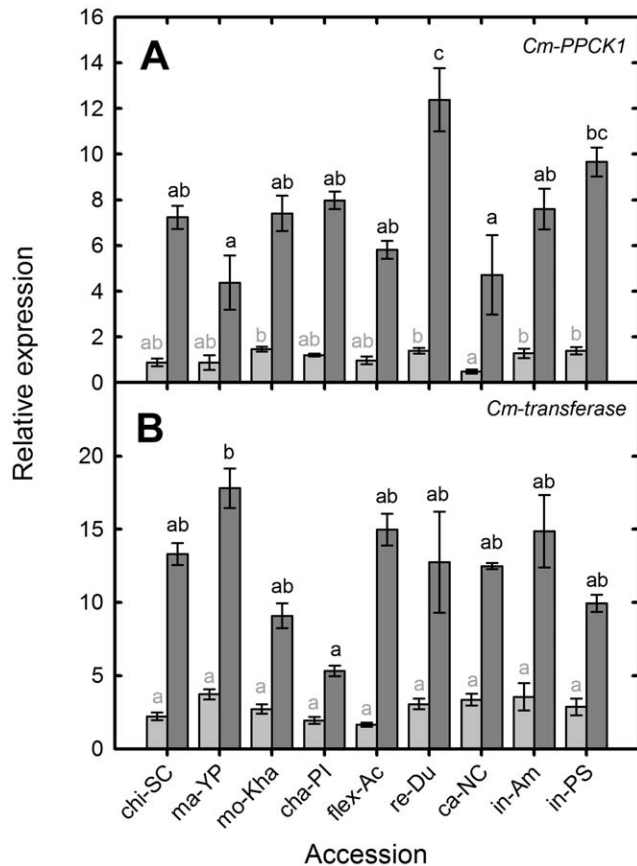 16
14
12
10
8
6
4
2
0
A
Cm-PPCK1
ab
a
ab
ab
ab
c
a
ab
bc
ab
ab
b
ab
ab
b
a
b
b
Relative expression
20
15
10
5
0
B
Cm-transferase
ab
b
ab
a
ab
ab
ab
ab
ab
a
a
a
a
a
a
a
a
a
chi-SC
ma-YP
mo-Kha
cha-PI
flex-Ac
re-Du
ca-NC
in-Am
in-PS
Accession